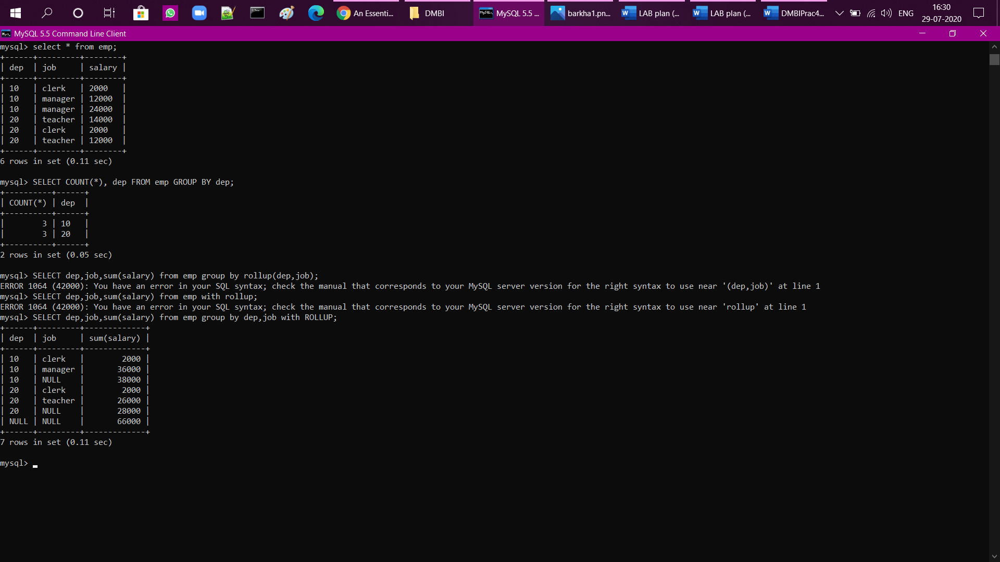 An Essenti...
DMBI
MySQL 5.5 ...
barkha1.pn...
LAB plan (...
LAB plan (...
DMBIPrac4...
ENG
16:30
29-07-2020
MySQL 5.5 Command Line Client
mysql> select * from emp;
+------+---------+--------+
| dep  | job     | salary |
+------+---------+--------+
| 10   | clerk   | 2000   |
| 10   | manager | 12000  |
| 10   | manager | 24000  |
| 20   | teacher | 14000  |
| 20   | clerk   | 2000   |
| 20   | teacher | 12000  |
+------+---------+--------+
6 rows in set (0.11 sec)
mysql> SELECT COUNT(*), dep FROM emp GROUP BY dep;
+----------+------+
| COUNT(*) | dep  |
+----------+------+
|        3 | 10   |
|        3 | 20   |
+----------+------+
2 rows in set (0.05 sec)
mysql> SELECT dep,job,sum(salary) from emp group by rollup(dep,job);
ERROR 1064 (42000): You have an error in your SQL syntax; check the manual that corresponds to your MySQL server version for the right syntax to use near '(dep,job)' at line 1
mysql> SELECT dep,job,sum(salary) from emp with rollup;
ERROR 1064 (42000): You have an error in your SQL syntax; check the manual that corresponds to your MySQL server version for the right syntax to use near 'rollup' at line 1
mysql> SELECT dep,job,sum(salary) from emp group by dep,job with ROLLUP;
+------+---------+-------------+
| dep  | job     | sum(salary) |
+------+---------+-------------+
| 10   | clerk   |        2000 |
| 10   | manager |       36000 |
| 10   | NULL    |       38000 |
| 20   | clerk   |        2000 |
| 20   | teacher |       26000 |
| 20   | NULL    |       28000 |
| NULL | NULL    |       66000 |
+------+---------+-------------+
7 rows in set (0.11 sec)
mysql>